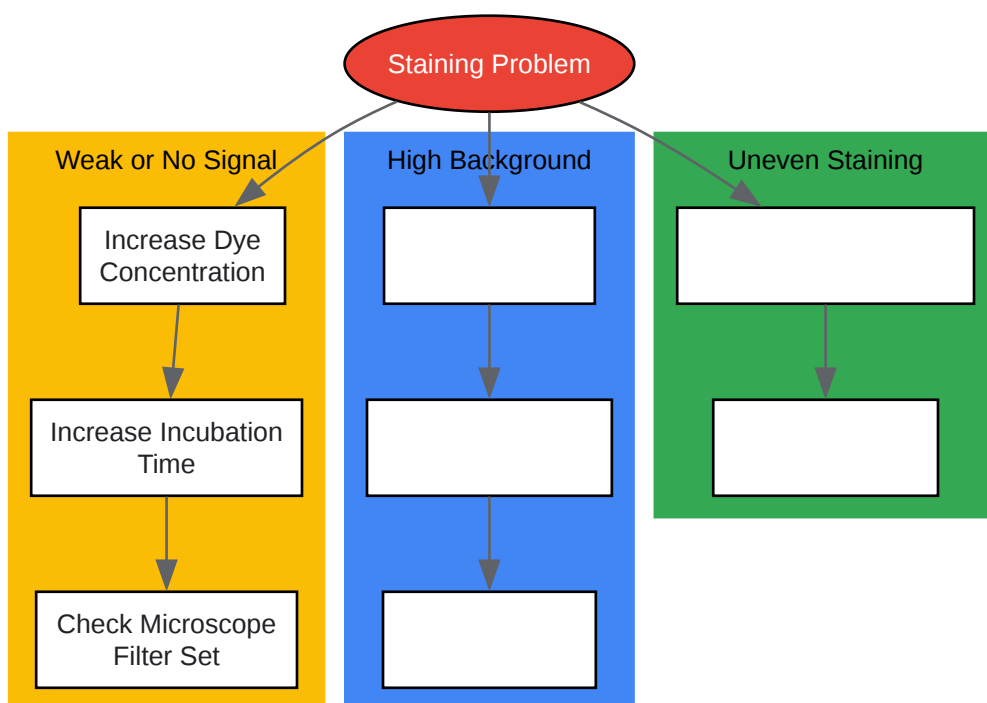 Staining Problem
Weak or No Signal
High Background
Uneven Staining
Increase Dye
Concentration
Increase Incubation
Time
Check Microscope
Filter Set